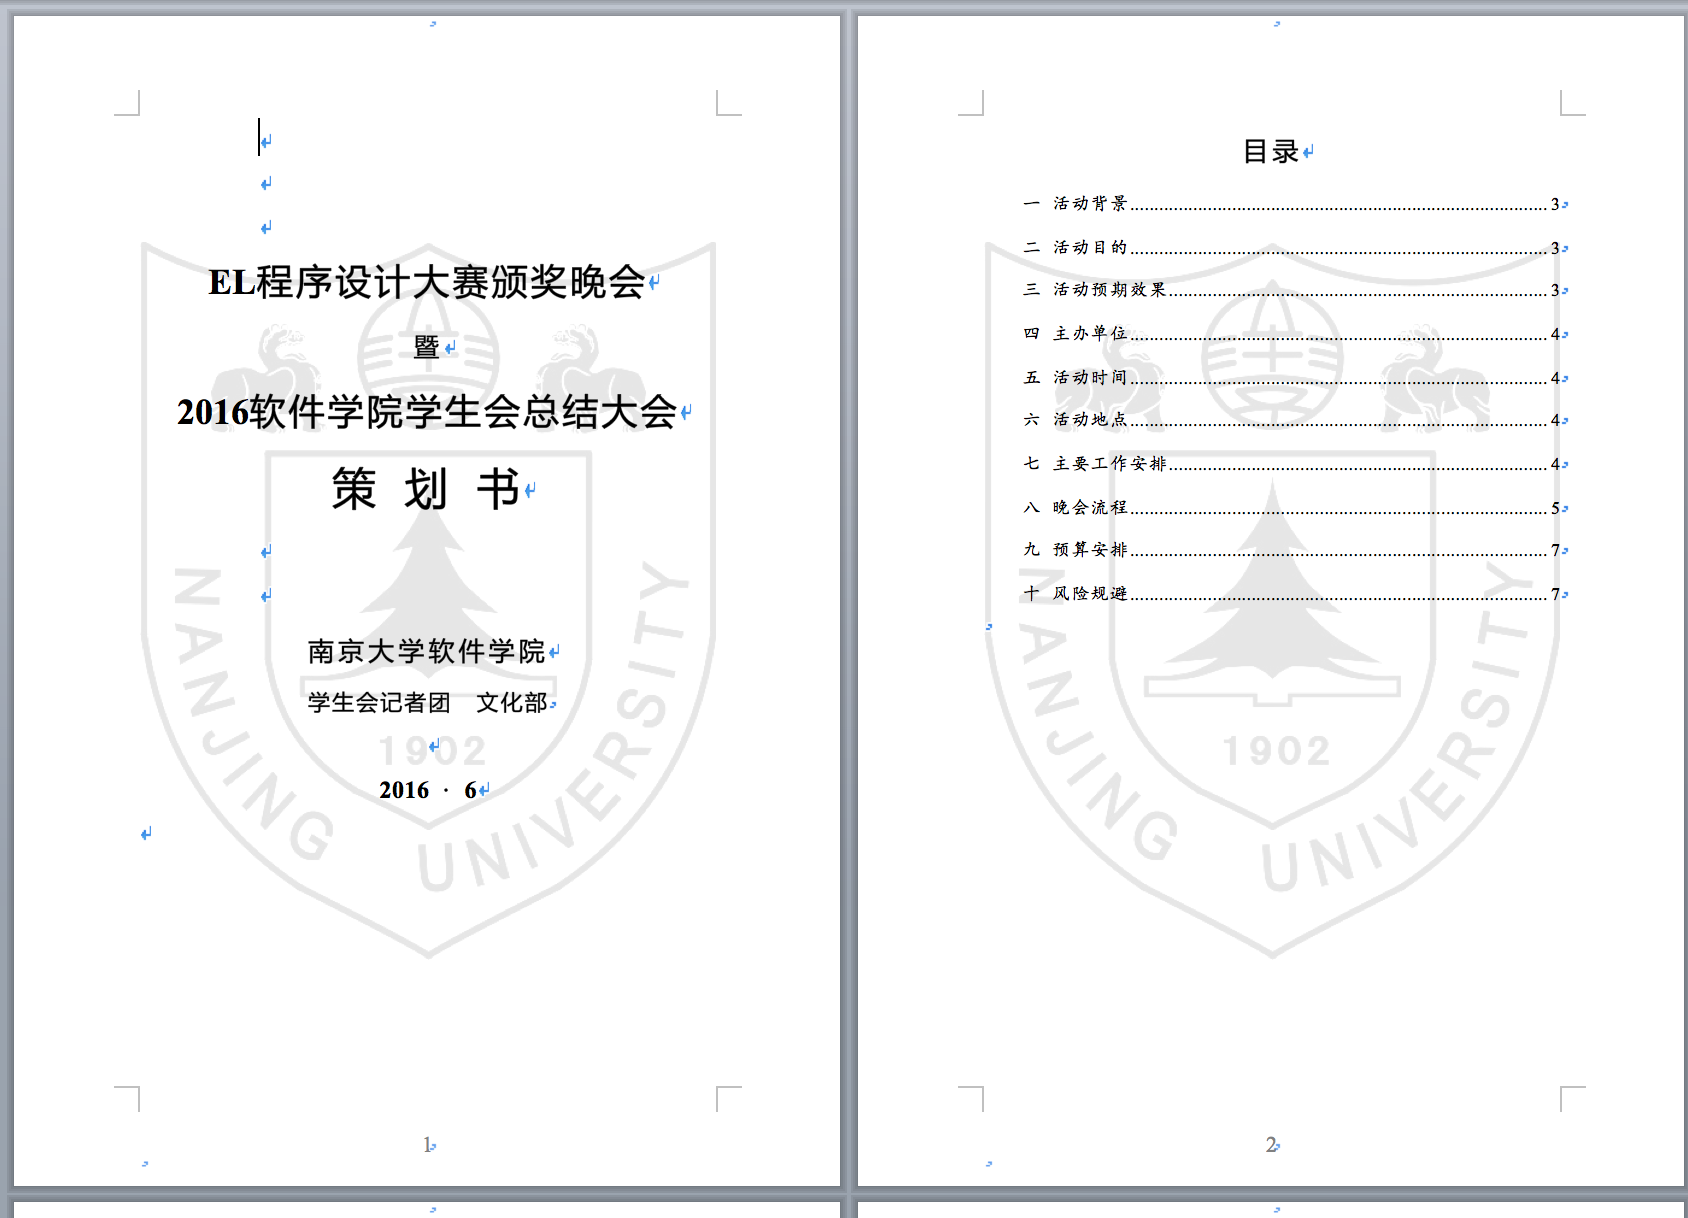 EL程序设计大赛颁奖晚会
暨
2016软件学院学生会总结大会
策 划 书
南京大学软件学院
学生会记者团 文化部
1902
2016 · 6
NANJING UNIVERSITY
1
目录
一 活动背景 3
二 活动目的 3
三 活动预期效果 3
四 主办单位 4
五 活动时间 4
六 活动地点 4
七 主要工作安排 4
八 晚会流程 5
九 预算安排 7
十 风险规避 7
1902
NANJING UNIVERSITY
2